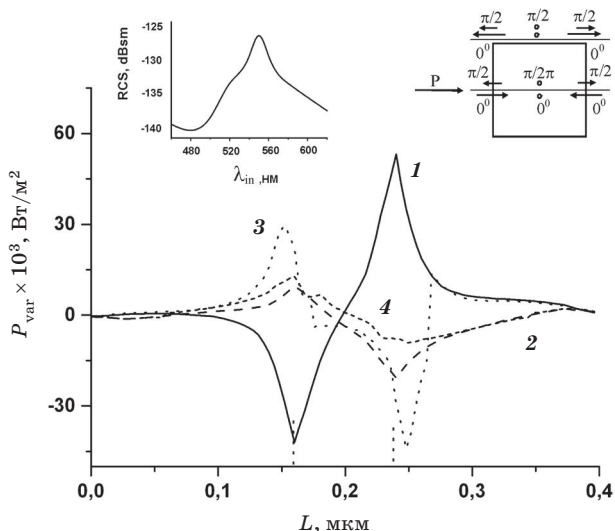 -125
-130
-135
-140
RCS, dBsm
480 520 560 600
λin ,нм
π/2 π/2 π/2
0⁰ 0⁰
π/2 π/2π π/2
P
0⁰ 0⁰ 0⁰
60
30
0
-30
Pvar × 10³, Вт/м²
1
3
4
2
0,0 0,1 0,2 0,3 0,4
L, мкм